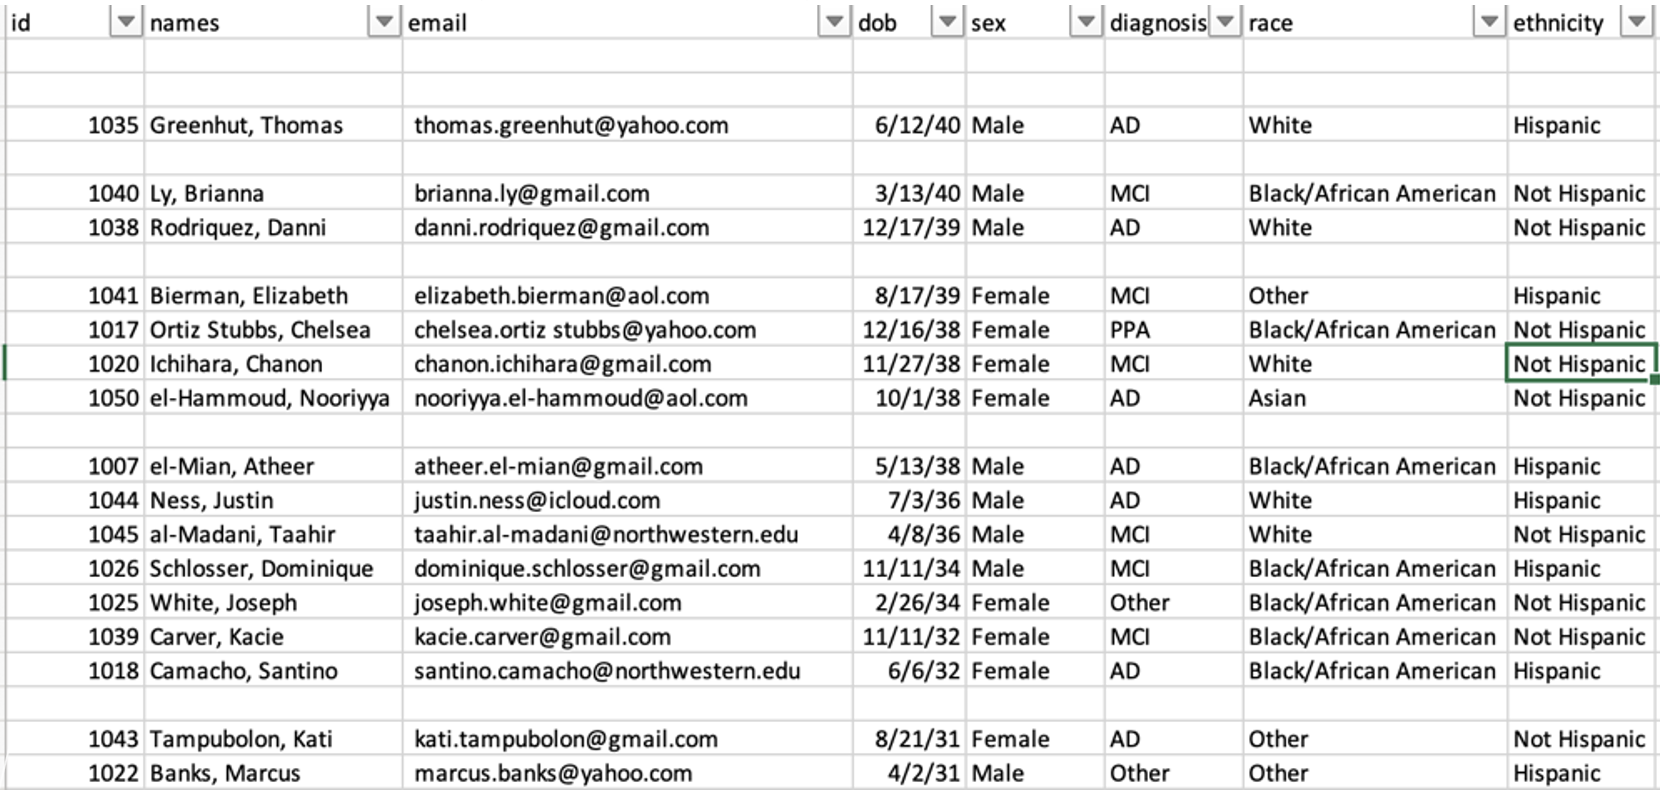 id names email dob sex diagnosis race ethnicity
1035 Greenhut, Thomas thomas.greenhut@yahoo.com 6/12/40 Male AD White Hispanic
1040 Ly, Brianna brianna.ly@gmail.com 3/13/40 Male MCI Black/African American Not Hispanic
1038 Rodriquez, Danni danni.rodriquez@gmail.com 12/17/39 Male AD White Not Hispanic
1041 Bierman, Elizabeth elizabeth.bierman@aol.com 8/17/39 Female MCI Other Hispanic
1017 Ortiz Stubbs, Chelsea chelsea.ortiz stubbs@yahoo.com 12/16/38 Female PPA Black/African American Not Hispanic
1020 Ichihara, Chanon chanon.ichihara@gmail.com 11/27/38 Female MCI White Not Hispanic
1050 el-Hammoud, Nooriyya nooriyya.el-hammoud@aol.com 10/1/38 Female AD Asian Not Hispanic
1007 el-Mian, Atheer atheer.el-mian@gmail.com 5/13/38 Male AD Black/African American Hispanic
1044 Ness, Justin justin.ness@icloud.com 7/3/36 Male AD White Hispanic
1045 al-Madani, Taahir taahir.al-madani@northwestern.edu 4/8/36 Male MCI White Not Hispanic
1026 Schlosser, Dominique dominique.schlosser@gmail.com 11/11/34 Male MCI Black/African American Hispanic
1025 White, Joseph joseph.white@gmail.com 2/26/34 Female Other Black/African American Not Hispanic
1039 Carver, Kacie kacie.carver@gmail.com 11/11/32 Female MCI Black/African American Not Hispanic
1018 Camacho, Santino santino.camacho@northwestern.edu 6/6/32 Female AD Black/African American Hispanic
1043 Tampubolon, Kati kati.tampubolon@gmail.com 8/21/31 Female AD Other Not Hispanic
1022 Banks, Marcus marcus.banks@yahoo.com 4/2/31 Male Other Other Hispanic